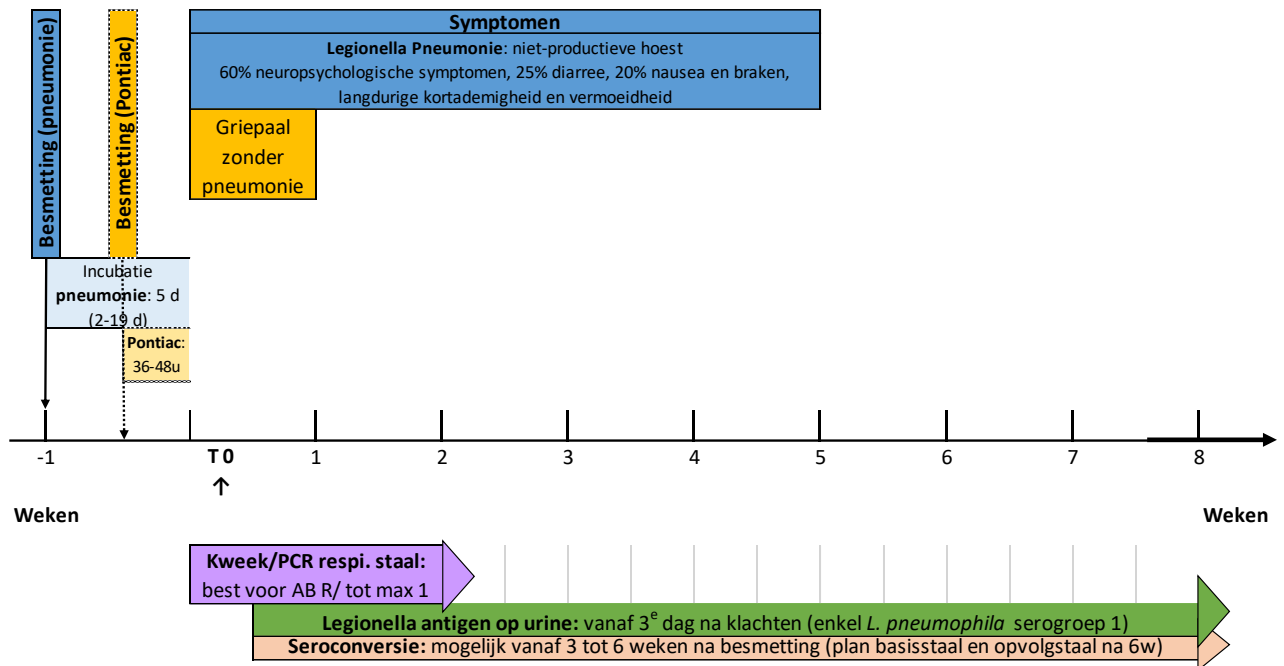 Besmetting (pneumonie)
Besmetting (Pontiac)
Symptomen
Legionella Pneumonie: niet-productieve hoest
60% neuropsychologische symptomen, 25% diarree, 20% nausea en braken,
langdurige kortademigheid en vermoeidheid
Griepaal
zonder
pneumonie
Incubatie
pneumonie: 5 d
(2-19 d)
Pontiac:
36-48u
-1 T 0 1 2 3 4 5 6 7 8
Weken Weken
Kweek/PCR respi. staal:
best voor AB R/ tot max 1
Legionella antigen op urine: vanaf 3e dag na klachten (enkel L. pneumophila serogroep 1)
Seroconversie: mogelijk vanaf 3 tot 6 weken na besmetting (plan basisstaal en opvolgstaal na 6w)